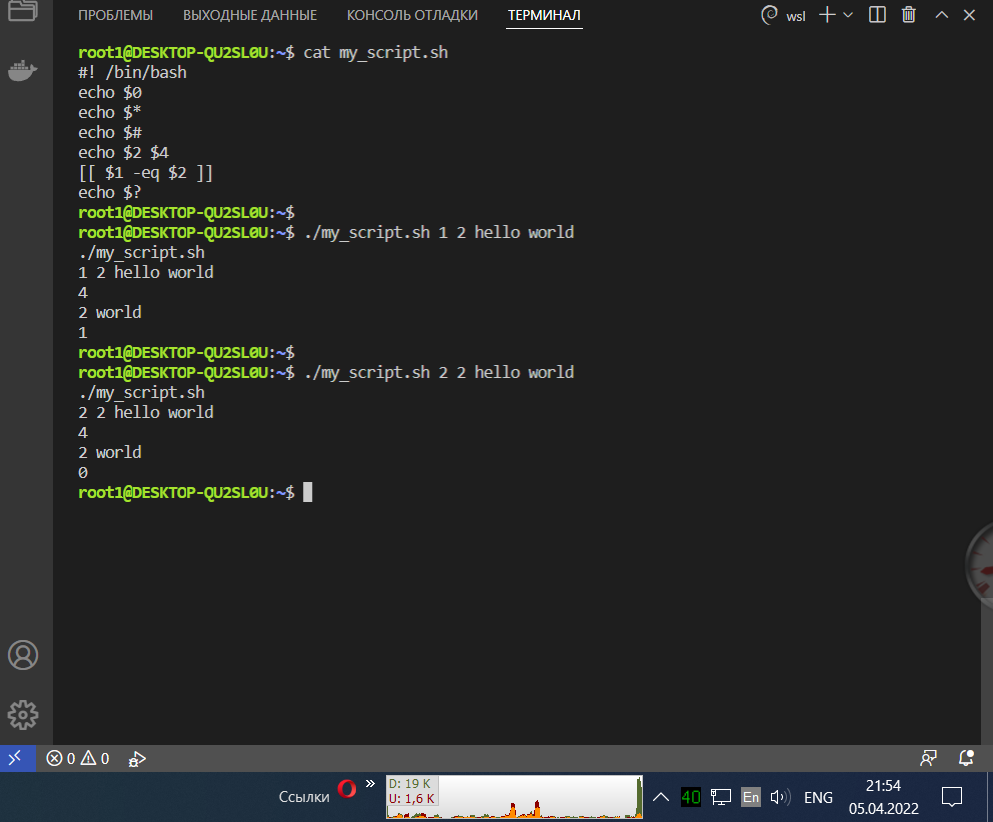 ПРОБЛЕМЫ ВЫХОДНЫЕ ДАННЫЕ КОНСОЛЬ ОТЛАДКИ ТЕРМИНАЛ wsl
root1@DESKTOP-QU2SL0U:~$ cat my_script.sh
#! /bin/bash
echo $0
echo $*
echo $#
echo $2 $4
[[ $1 -eq $2 ]]
echo $?
root1@DESKTOP-QU2SL0U:~$
root1@DESKTOP-QU2SL0U:~$ ./my_script.sh 1 2 hello world
./my_script.sh
1 2 hello world
4
2 world
1
root1@DESKTOP-QU2SL0U:~$
root1@DESKTOP-QU2SL0U:~$ ./my_script.sh 2 2 hello world
./my_script.sh
2 2 hello world
4
2 world
0
root1@DESKTOP-QU2SL0U:~$
0 0
Ссылки »
D: 19 K
U: 1,6 K
40 En ENG
21:54
05.04.2022